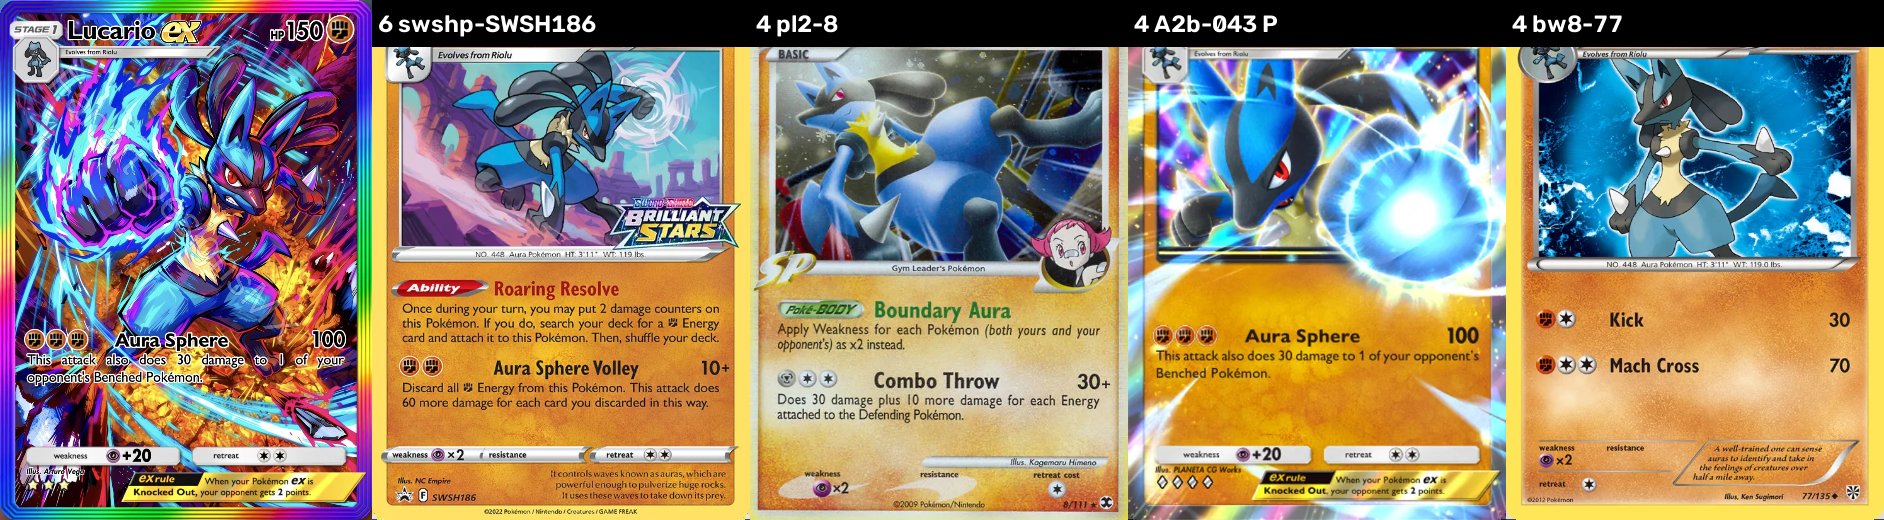 STAGE 1 Lucario ex HP 150
Evolves from Riolu
Aura Sphere 100
This attack also does 30 damage to 1 of your
opponent's Benched Pokémon.
weakness +20 retreat
Illus. Arturo Vega
ex rule When your Pokémon ex is
Knocked Out, your opponent gets 2 points.
6 swshp-SWSH186
Evolves from Riolu
BRILLIANT
STARS
NO. 448 Aura Pokémon HT: 3'11" WT: 119 lbs.
Ability Roaring Resolve
Once during your turn, you may put 2 damage counters on
this Pokémon. If you do, search your deck for a Energy
card and attach it to this Pokémon. Then, shuffle your deck.
Aura Sphere Volley 10+
Discard all Energy from this Pokémon. This attack does
60 more damage for each card you discarded in this way.
weakness ×2 resistance retreat
Illus. NC Empire
F SWSH186
It controls waves known as auras, which are
powerful enough to pulverize huge rocks.
It uses these waves to take down its prey.
©2022 Pokémon / Nintendo / Creatures / GAME FREAK
4 pl2-8
BASIC
SP
Gym Leader's Pokémon
Poké-BODY Boundary Aura
Apply Weakness for each Pokémon (both yours and your
opponent's) as x2 instead.
Combo Throw 30+
Does 30 damage plus 10 more damage for each Energy
attached to the Defending Pokémon.
Illus. Kagemaru Himeno
weakness resistance retreat cost
×2
©2009 Pokémon/Nintendo 8/111
4 A2b-043 P
Evolves from Riolu
Aura Sphere 100
This attack also does 30 damage to 1 of your opponent's
Benched Pokémon.
weakness +20 retreat
Illus. PLANETA CG Works
ex rule When your Pokémon ex is
Knocked Out, your opponent gets 2 points.
4 bw8-77
Evolves from Riolu
NO. 448 Aura Pokémon HT: 3'11" WT: 119.0 lbs.
Kick 30
Mach Cross 70
weakness resistance
×2
retreat
A well-trained one can sense
auras to identify and take in
the feelings of creatures over
half a mile away.
©2012 Pokémon
Illus. Ken Sugimori 77/135